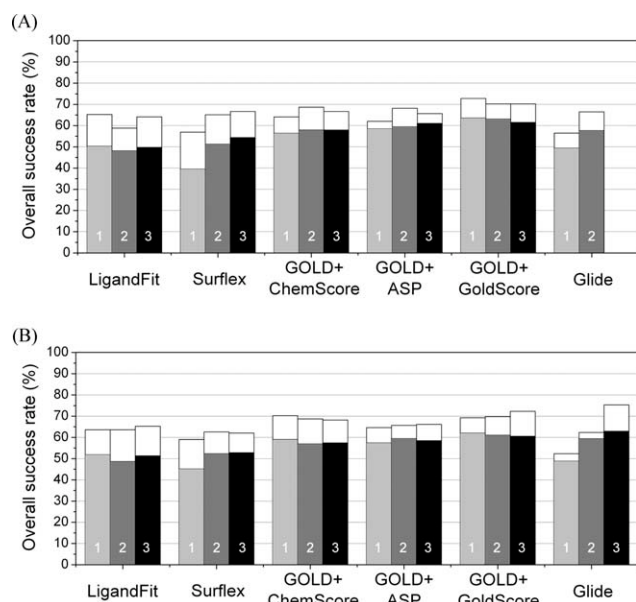 (A)
Overall success rate (%)
100
90
80
70
60
50
40
30
20
10
0
1 2 3 1 2 3 1 2 3 1 2 3 1 2 3 1 2
LigandFit Surflex GOLD+ ChemScore GOLD+ ASP GOLD+ GoldScore Glide
(B)
Overall success rate (%)
100
90
80
70
60
50
40
30
20
10
0
1 2 3 1 2 3 1 2 3 1 2 3 1 2 3 1 2 3
LigandFit Surflex GOLD+ ChemScore GOLD+ ASP GOLD+ GoldScore Glide